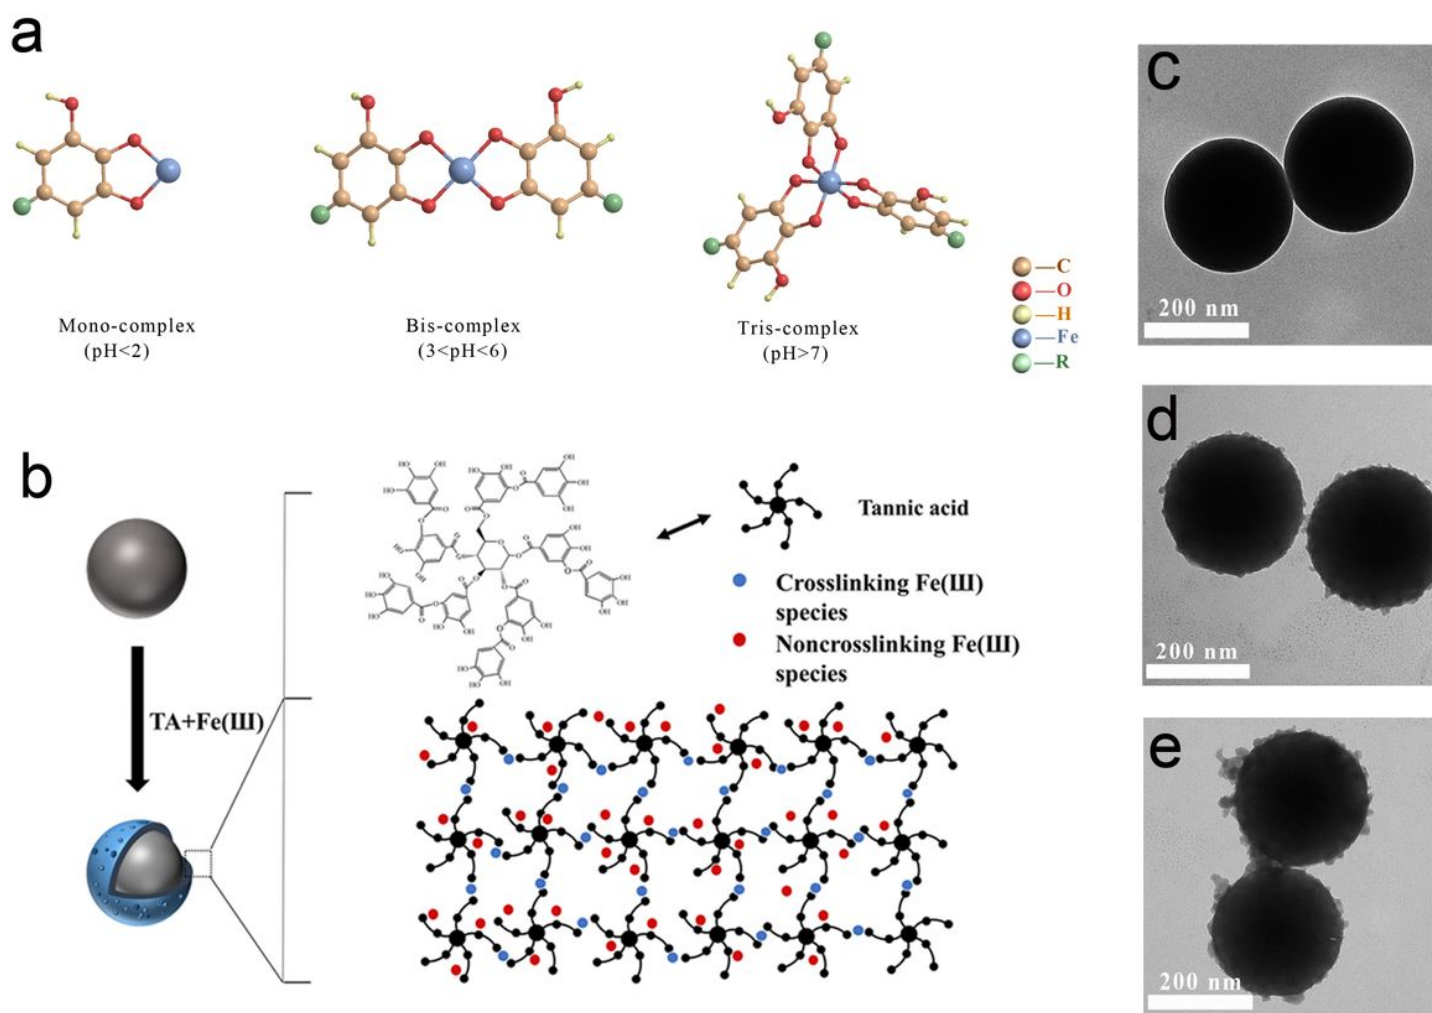 a
Mono-complex
(pH<2)
Bis-complex
(3<pH<6)
Tris-complex
(pH>7)
—C
—O
—H
—Fe
—R
b
TA+Fe(III)
Tannic acid
Crosslinking Fe(III)
species
Noncrosslinking Fe(III)
species
c
200 nm
d
200 nm
e
200 nm